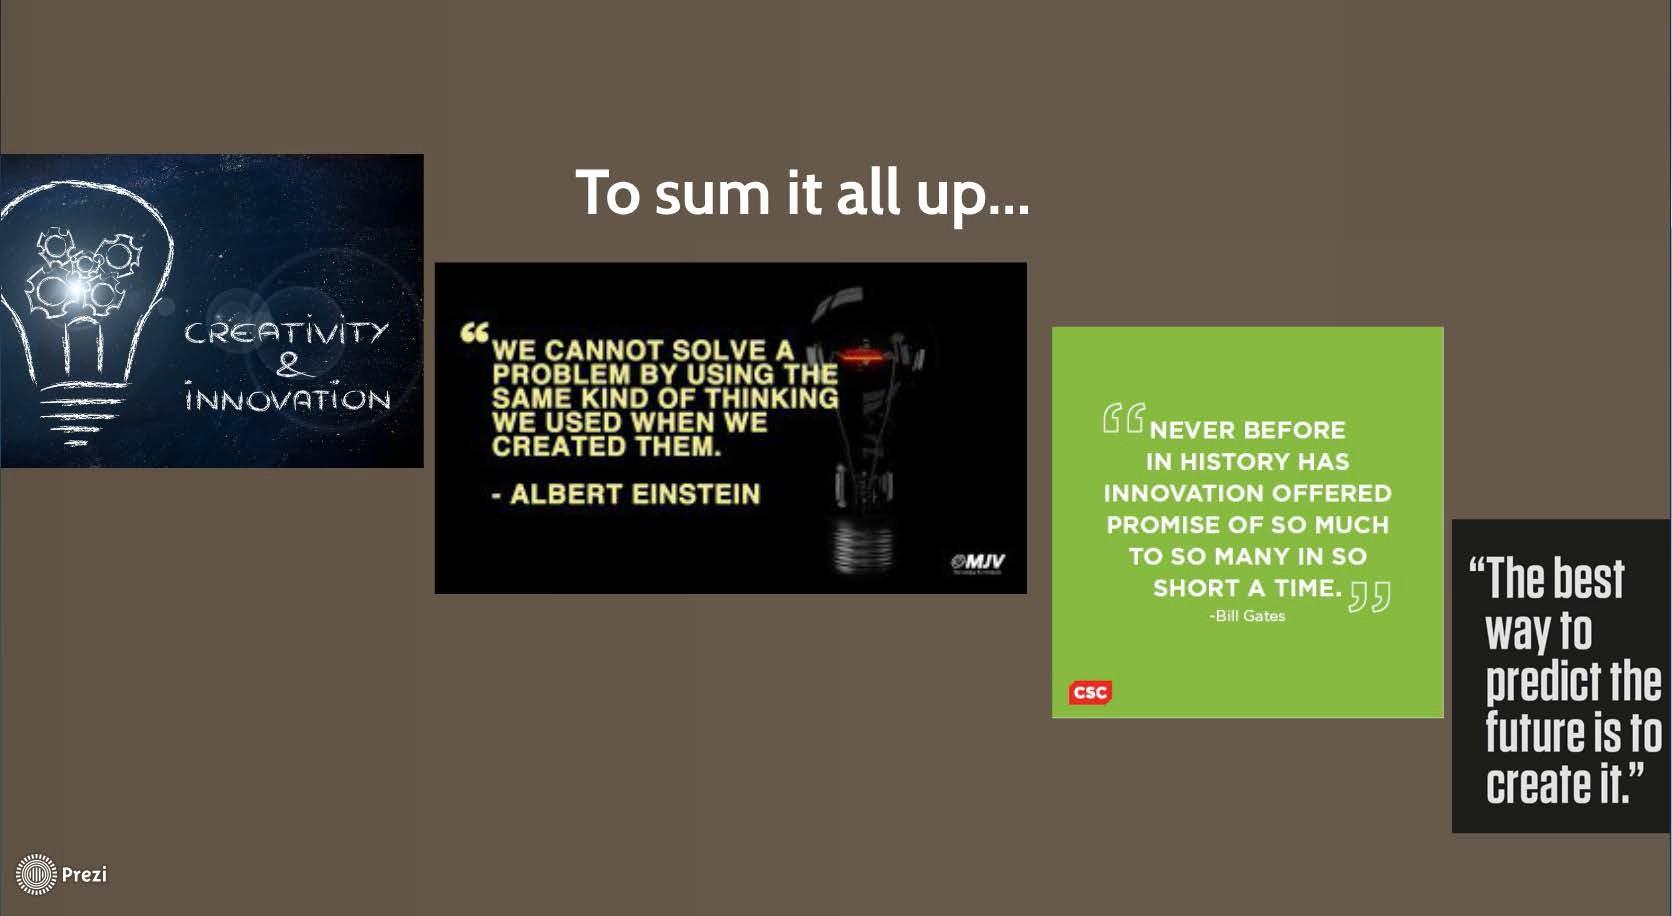 To sum it all up...
CREATIVITY
&
INNOVATION
“WE CANNOT SOLVE A
PROBLEM BY USING THE
SAME KIND OF THINKING
WE USED WHEN WE
CREATED THEM.
- ALBERT EINSTEIN
MJV
“NEVER BEFORE
IN HISTORY HAS
INNOVATION OFFERED
PROMISE OF SO MUCH
TO SO MANY IN SO
SHORT A TIME.”
-Bill Gates
CSC
“The best
way to
predict the
future is to
create it.”
Prezi